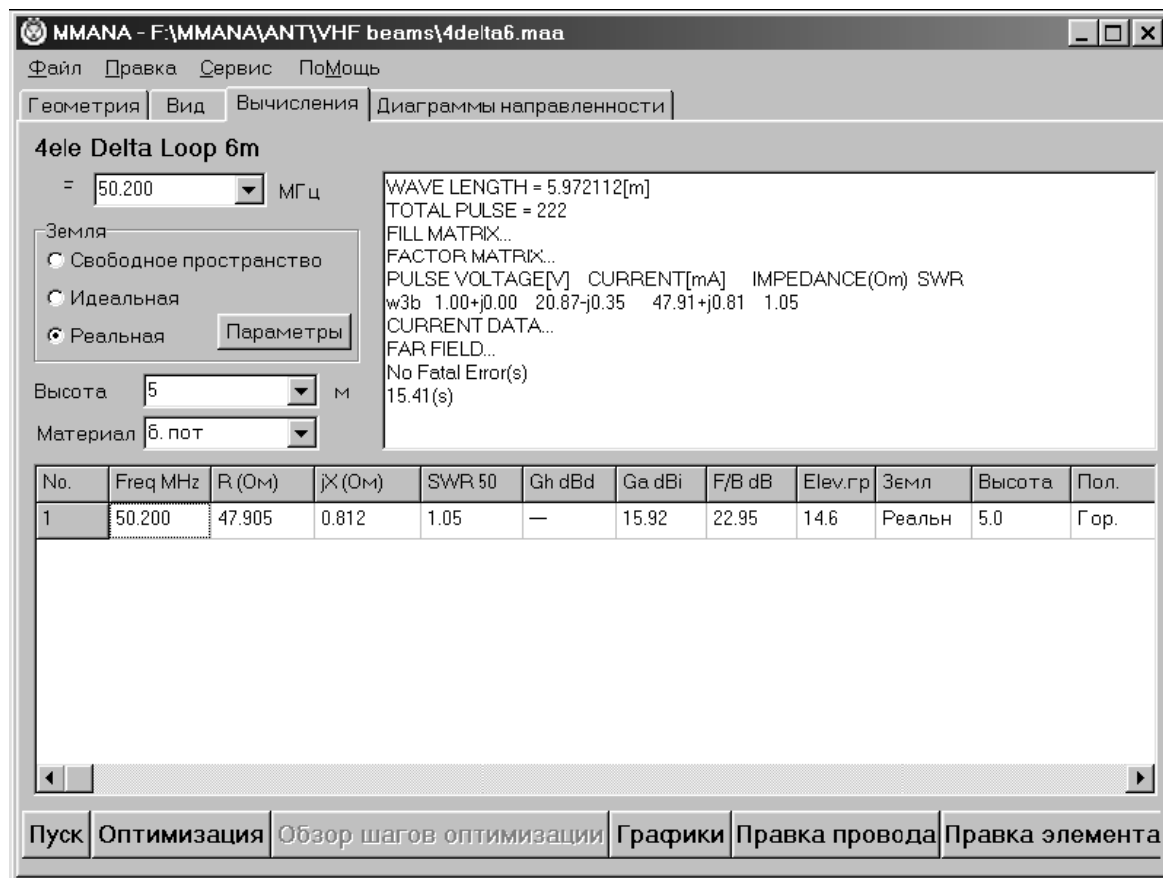 MMANA - F:\MMANA\ANT\VHF beams\4delta6.maa
Файл Правка Сервис ПоМощь
Геометрия Вид Вычисления Диаграммы направленности
4ele Delta Loop 6m
= 50.200 МГц
Земля
Свободное пространство
Идеальная
Реальная Параметры
Высота 5 м
Материал б. пот
WAVE LENGTH = 5.972112[m]
TOTAL PULSE = 222
FILL MATRIX...
FACTOR MATRIX...
PULSE VOLTAGE[V] CURRENT[mA] IMPEDANCE(Om) SWR
w3b 1.00+j0.00 20.87-j0.35 47.91+j0.81 1.05
CURRENT DATA...
FAR FIELD...
No Fatal Error(s)
15.41(s)
No. Freq MHz R (Ом) jX (Ом) SWR 50 Gh dBd Ga dBi F/B dB Elev.гр Земл Высота Пол.
1 50.200 47.905 0.812 1.05 — 15.92 22.95 14.6 Реальн 5.0 Гор.
Пуск Оптимизация Обзор шагов оптимизации Графики Правка провода Правка элемента